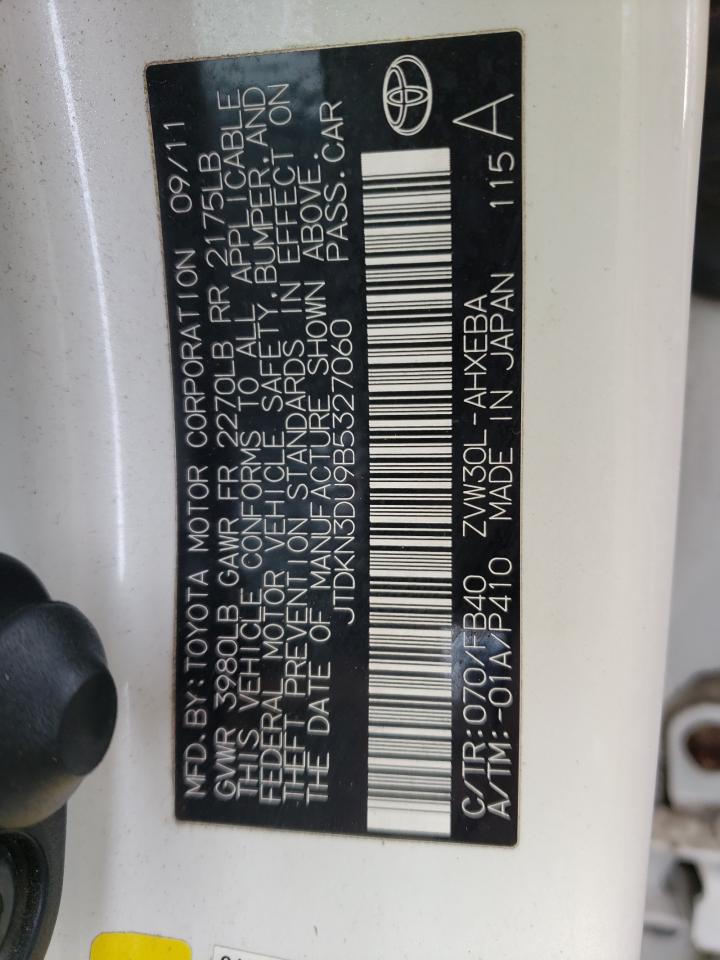 MFD. BY: TOYOTA MOTOR CORPORATION 09/11
GVWR 3980LB GAWR FR 2270LB RR 2175LB
THIS VEHICLE CONFORMS TO ALL APPLICABLE
FEDERAL MOTOR VEHICLE SAFETY, BUMPER, AND
THEFT PREVENTION STANDARDS IN EFFECT ON
THE DATE OF MANUFACTURE SHOWN ABOVE.
JTDKN3DU9B5327060 PASS. CAR
C/TR: 070/FB40 ZVW30L-AHXEBA
A/TM: -01A/P410 MADE IN JAPAN 115 A